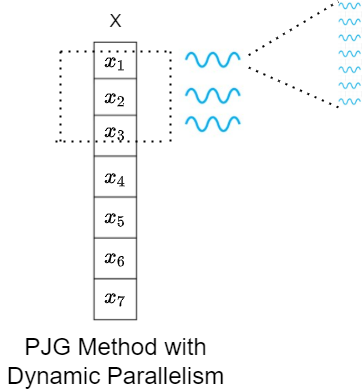 X
x₁
x₂
x₃
x₄
x₅
x₆
x₇
PJG Method with
Dynamic Parallelism